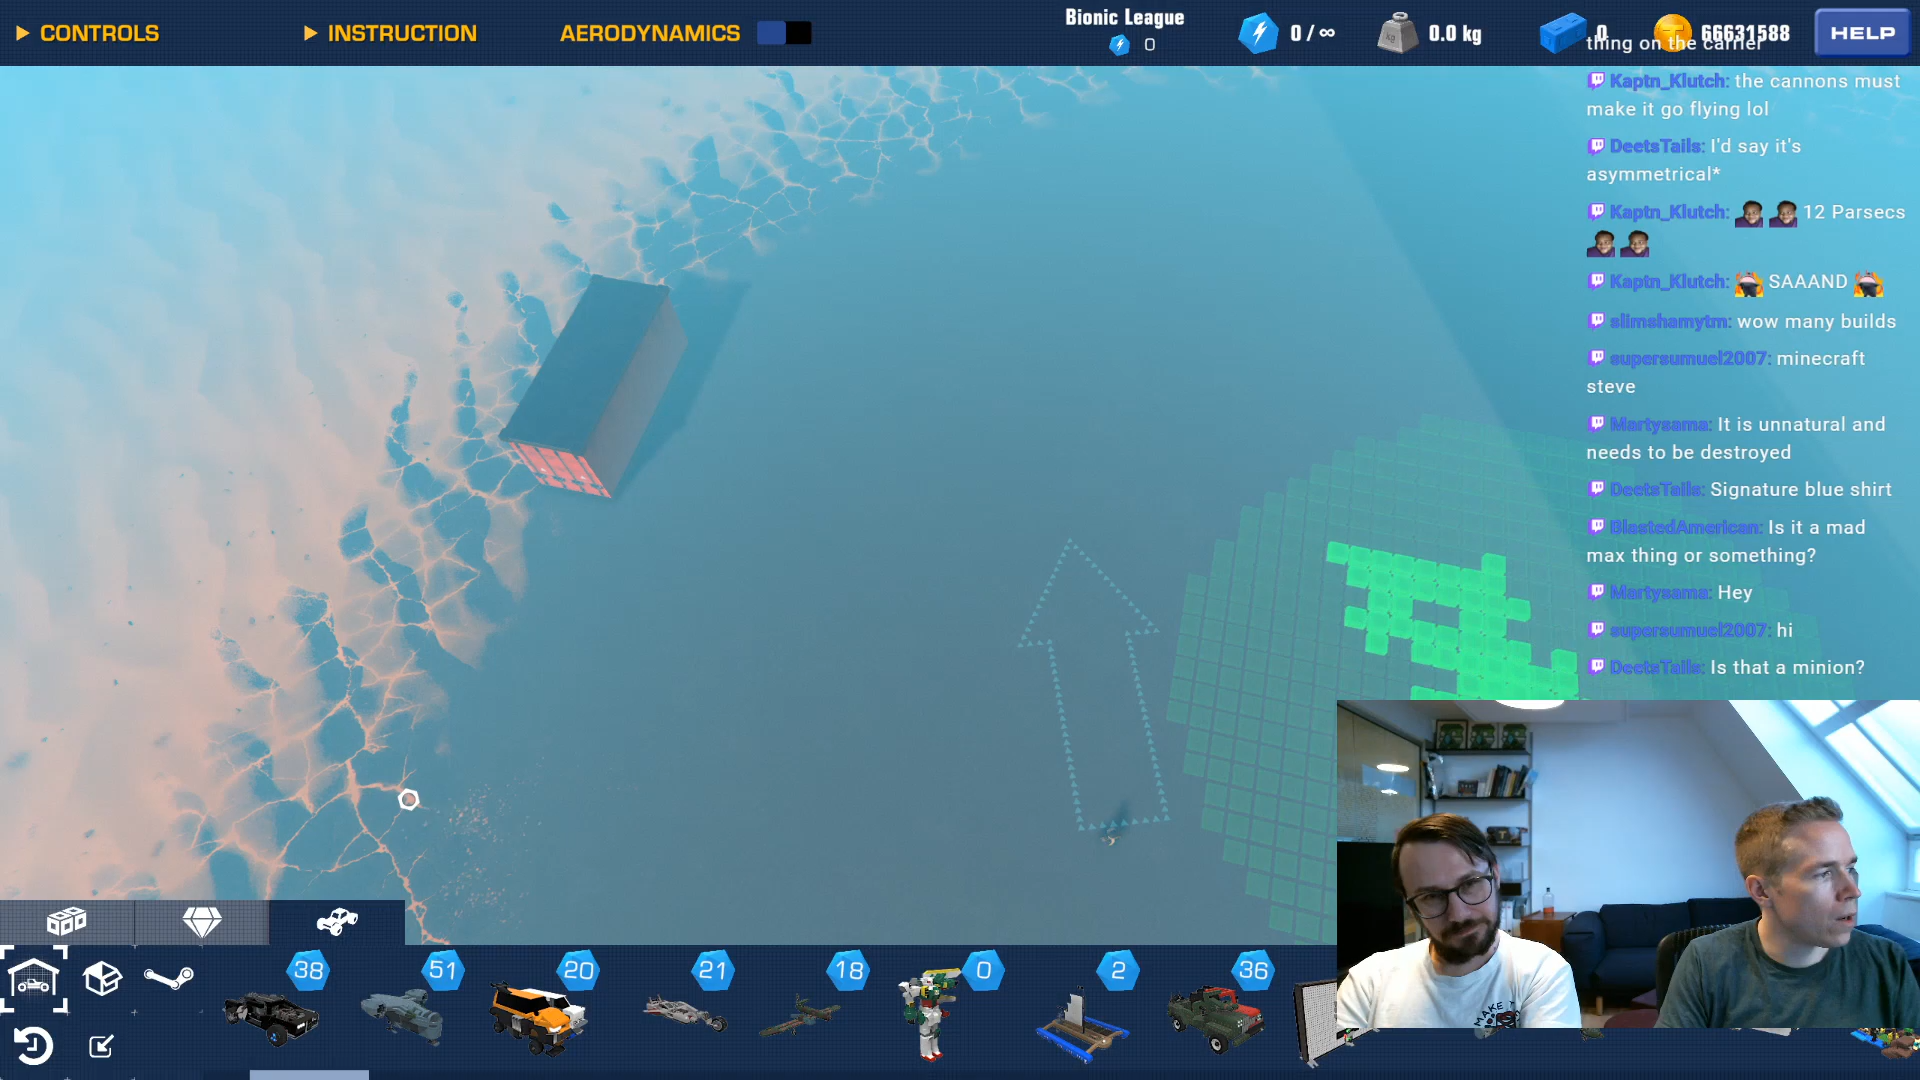 CONTROLS
INSTRUCTION
AERODYNAMICS
Bionic League
0
0 / ∞
0.0 kg
0
66631588
HELP
thing on the carrier
Kaptn_Klutch: the cannons must
make it go flying lol
DeetsTails: I'd say it's
asymmetrical*
Kaptn_Klutch: 12 Parsecs
Kaptn_Klutch: SAAAND
slimshamytm: wow many builds
supersumuel2007: minecraft
steve
Martysama: It is unnatural and
needs to be destroyed
DeetsTails: Signature blue shirt
BlastedAmerican: Is it a mad
max thing or something?
Martysama: Hey
supersumuel2007: hi
DeetsTails: Is that a minion?
38
51
20
21
18
0
2
36